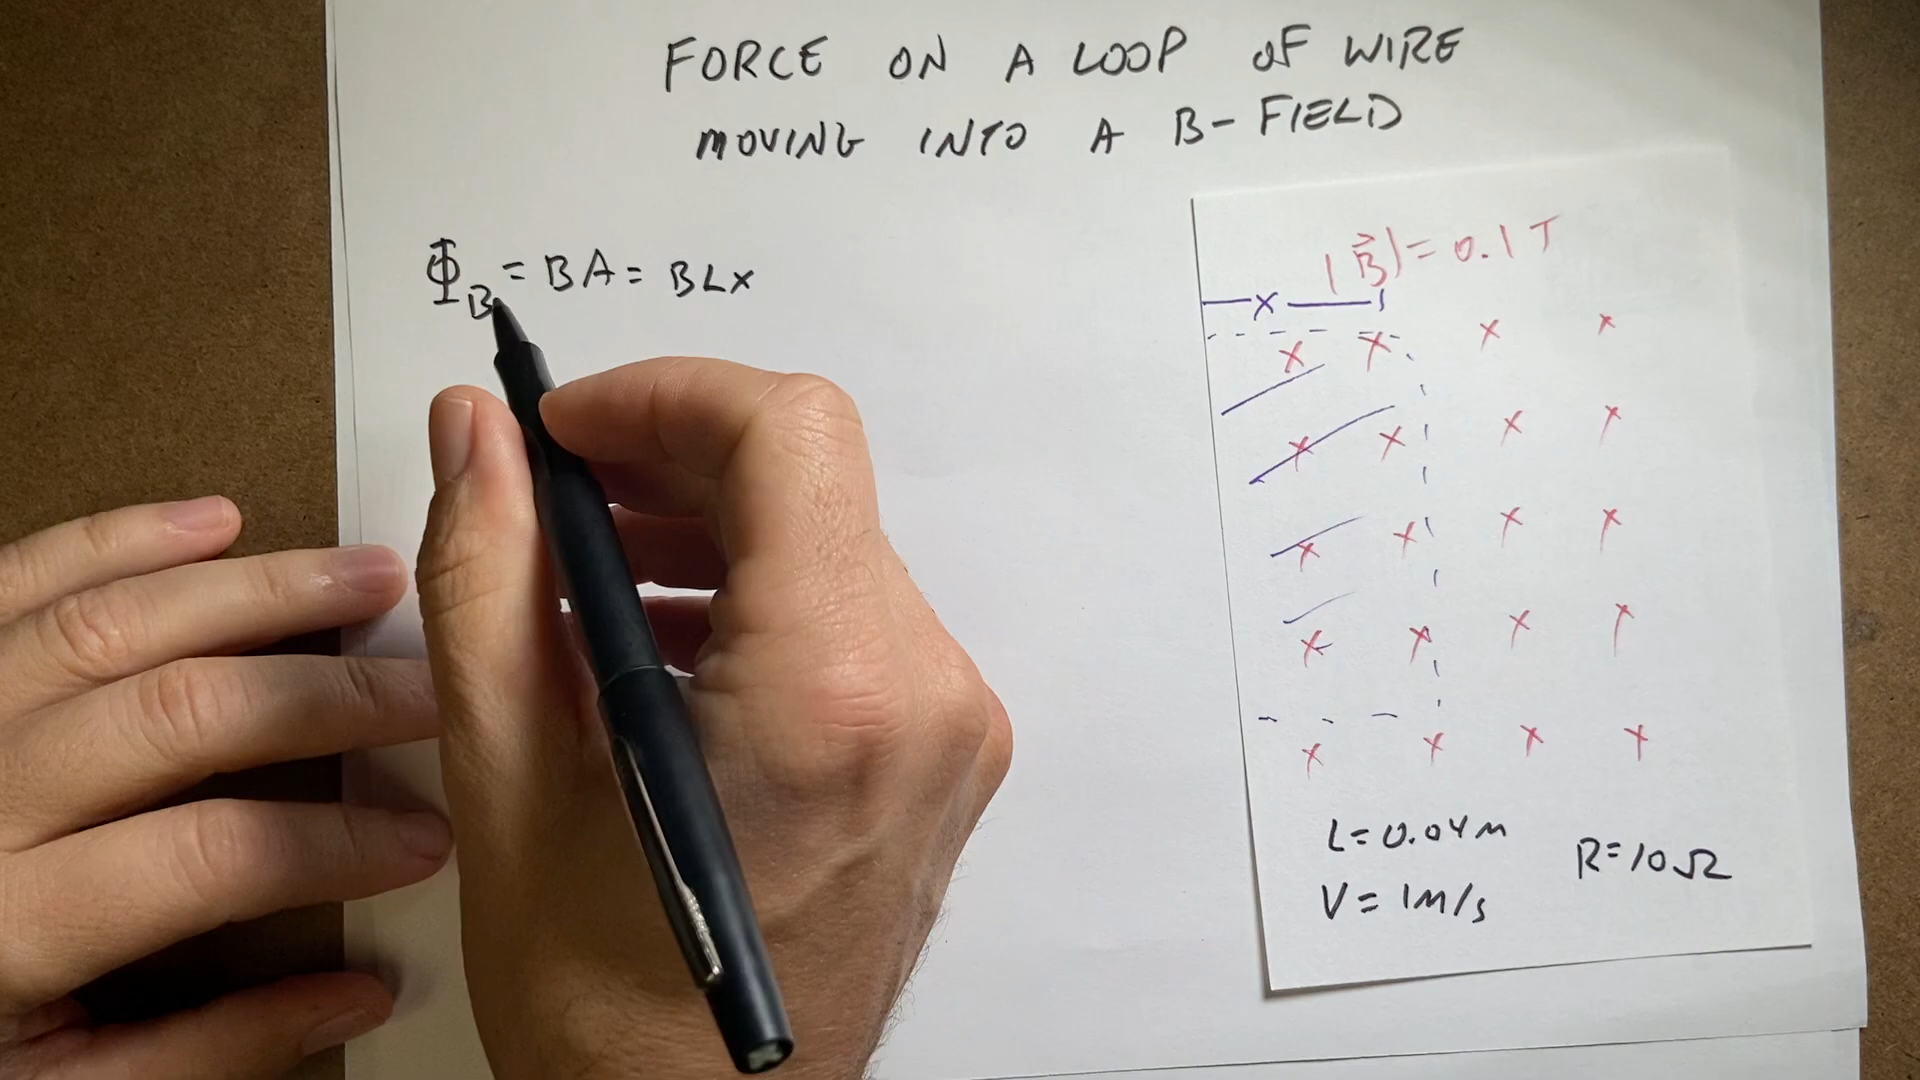 FORCE ON A LOOP OF WIRE
MOVING INTO A B-FIELD
Φ_B = BA = BLx
|B⃗| = 0.1 T
x
x x x x
x x x x
x x x x
x x x x
x x x x
L = 0.04 m
R = 10 Ω
V = 1 M/s